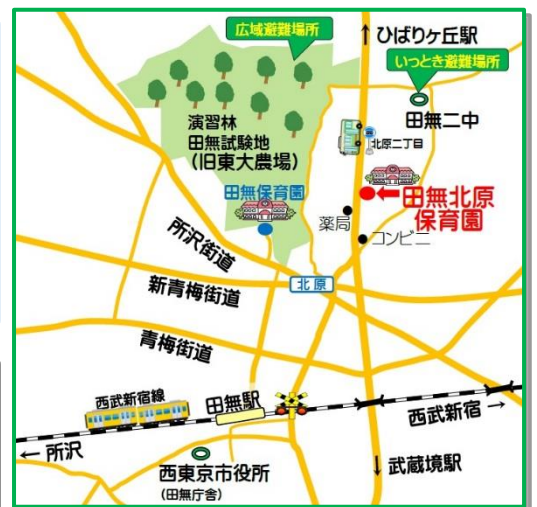 広域避難場所
↑ひばりヶ丘駅
いっとき避難場所
田無二中
演習林
田無試験地
(旧東大農場)
北原二丁目
田無保育園
←田無北原
保育園
薬局
コンビニ
所沢街道
北原
新青梅街道
青梅街道
西武新宿線
田無駅
西武新宿→
←所沢
西東京市役所
(田無庁舎)
↓武蔵境駅